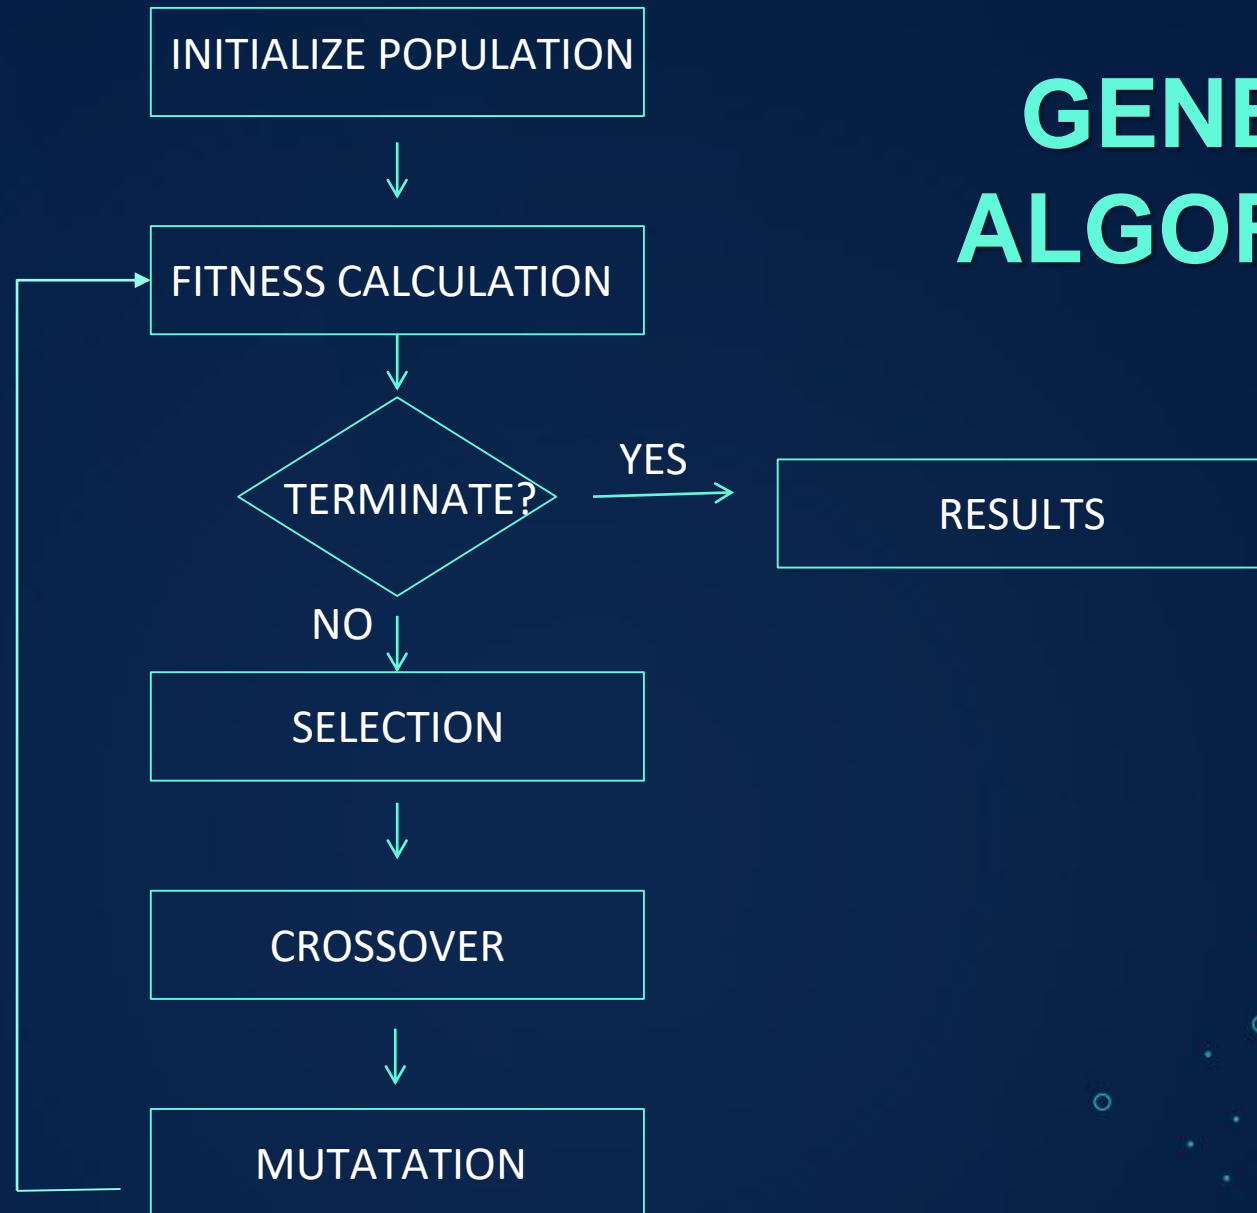 INITIALIZE POPULATION
GENE
ALGOR
FITNESS CALCULATION
YES
TERMINATE?
RESULTS
NO
SELECTION
CROSSOVER
MUTATATION